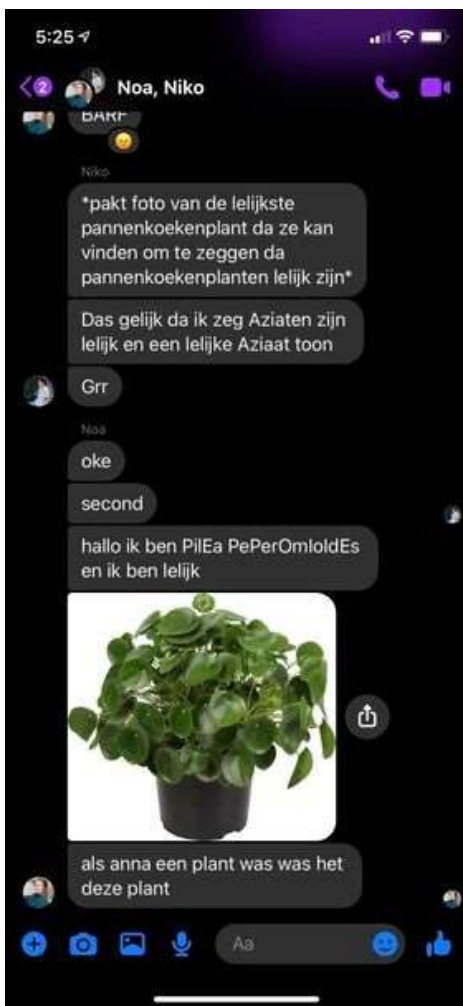 5:25
2
Noa, Niko
BARF
Niko
*pakt foto van de lelijkste
pannenkoekenplant da ze kan
vinden om te zeggen da
pannenkoekenplanten lelijk zijn*
Das gelijk da ik zeg Aziaten zijn
lelijk en een lelijke Aziaat toon
Grr
Noa
oke
second
hallo ik ben PilEa PePerOmIoldEs
en ik ben lelijk
als anna een plant was was het
deze plant
Aa